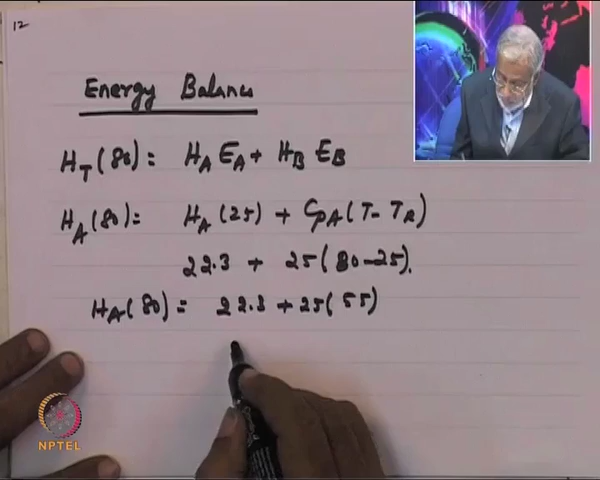 12
Energy Balance
H_T(80) = H_A E_A + H_B E_B
H_A(80) = H_A(25) + C_pA(T - T_R)
22.3 + 25(80-25).
H_A(80) = 22.3 + 25(55)
NPTEL